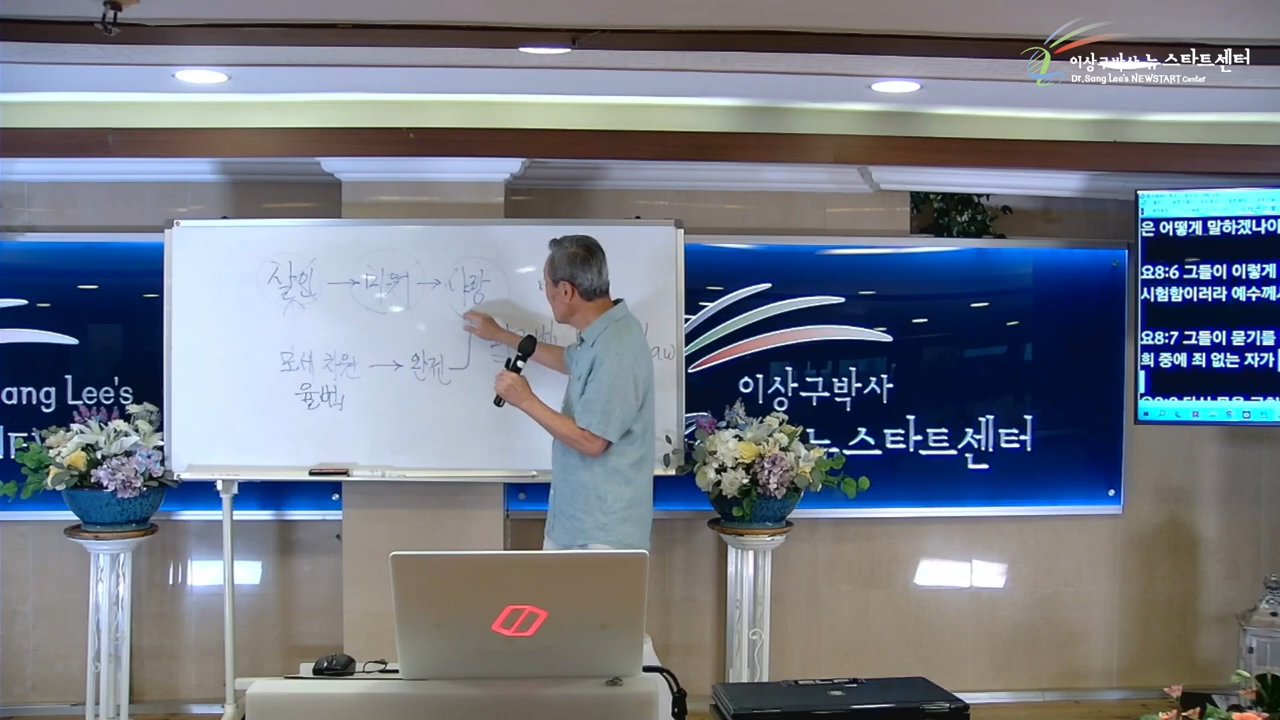 이상구박사 뉴스타트센터
Dr. Sang Lee's NEWSTART Center
살인 → 미워 → 사랑
모세 차원 → 완전
율법
ang Lee's
이상구박사
뉴스타트센터
은 어떻게 말하겠나이
요8:6 그들이 이렇게
시험함이러라 예수께서
요8:7 그들이 묻기를
희 중에 죄 없는 자가